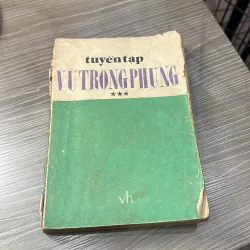 tuyển tập
VŨ TRỌNG PHỤNG
★★★
vh